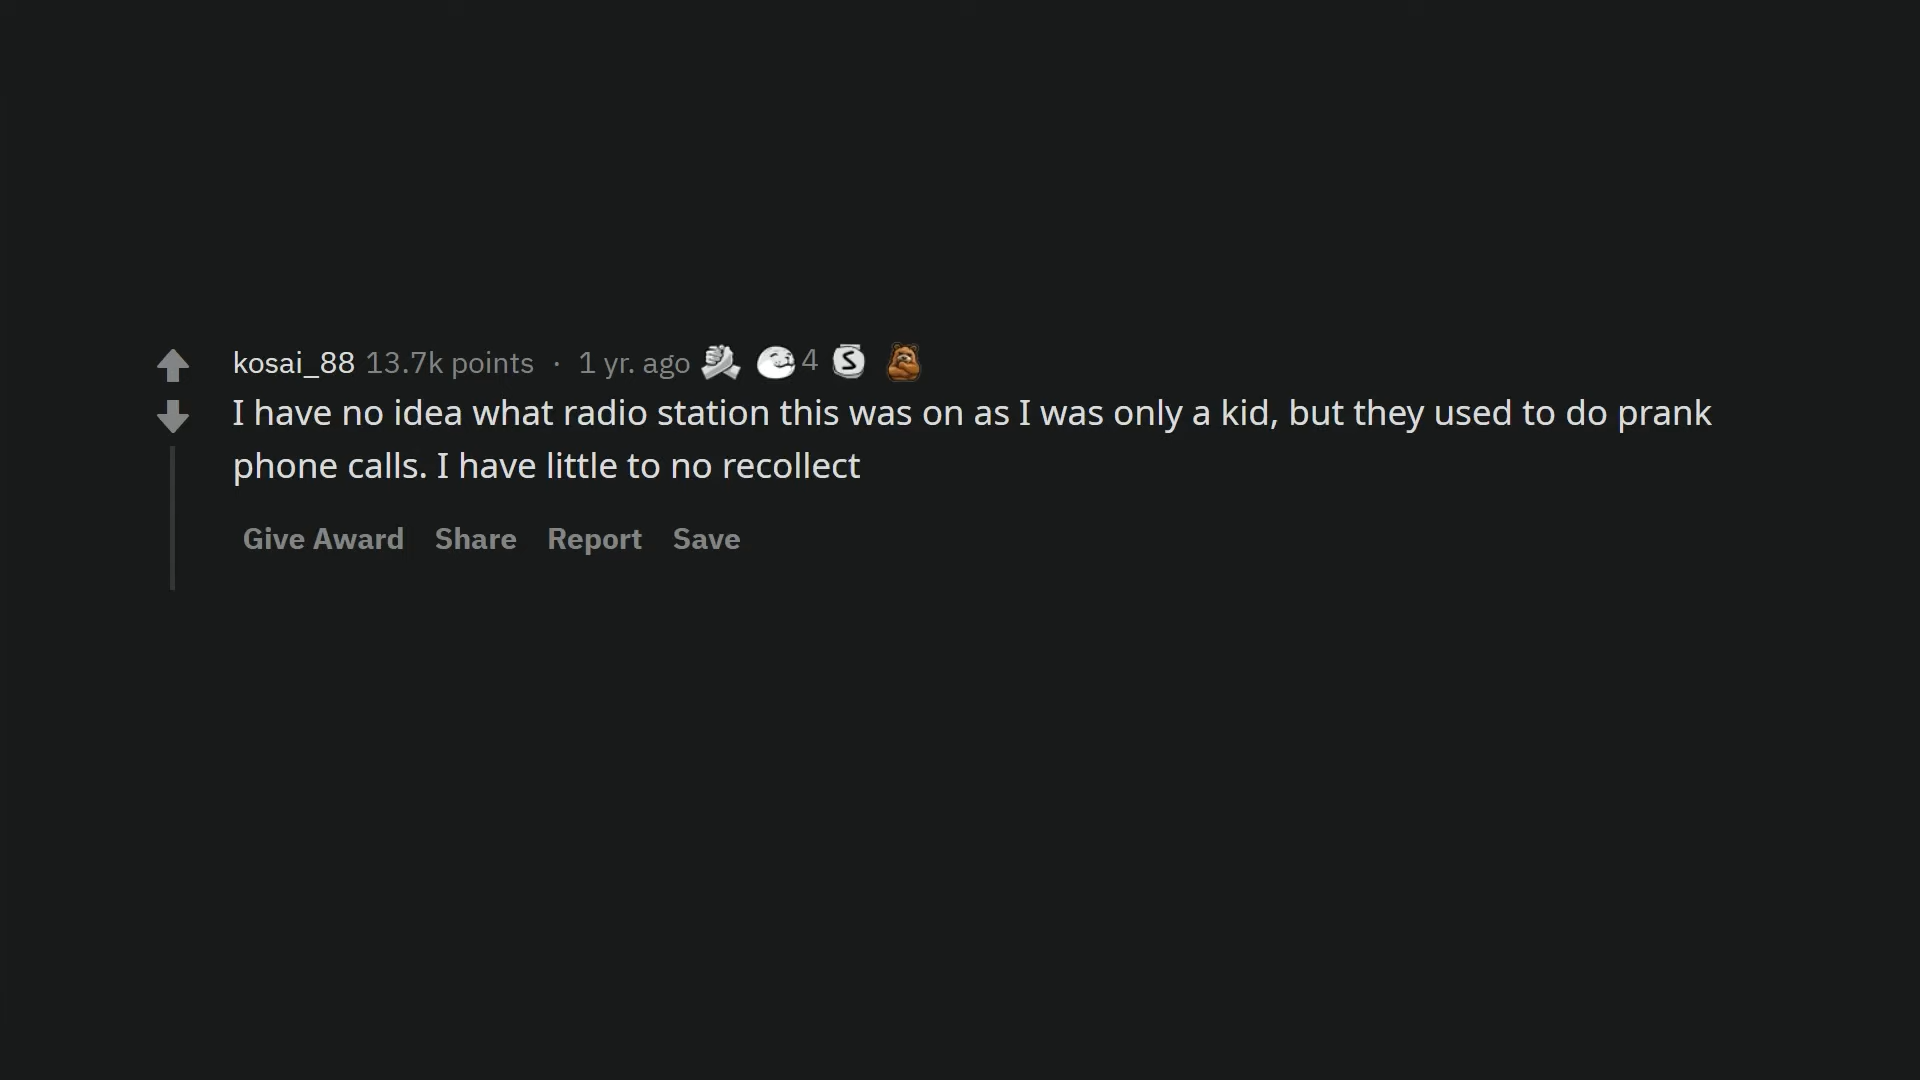 kosai_88 13.7k points · 1 yr. ago 4 S
I have no idea what radio station this was on as I was only a kid, but they used to do prank
phone calls. I have little to no recollect
Give Award Share Report Save